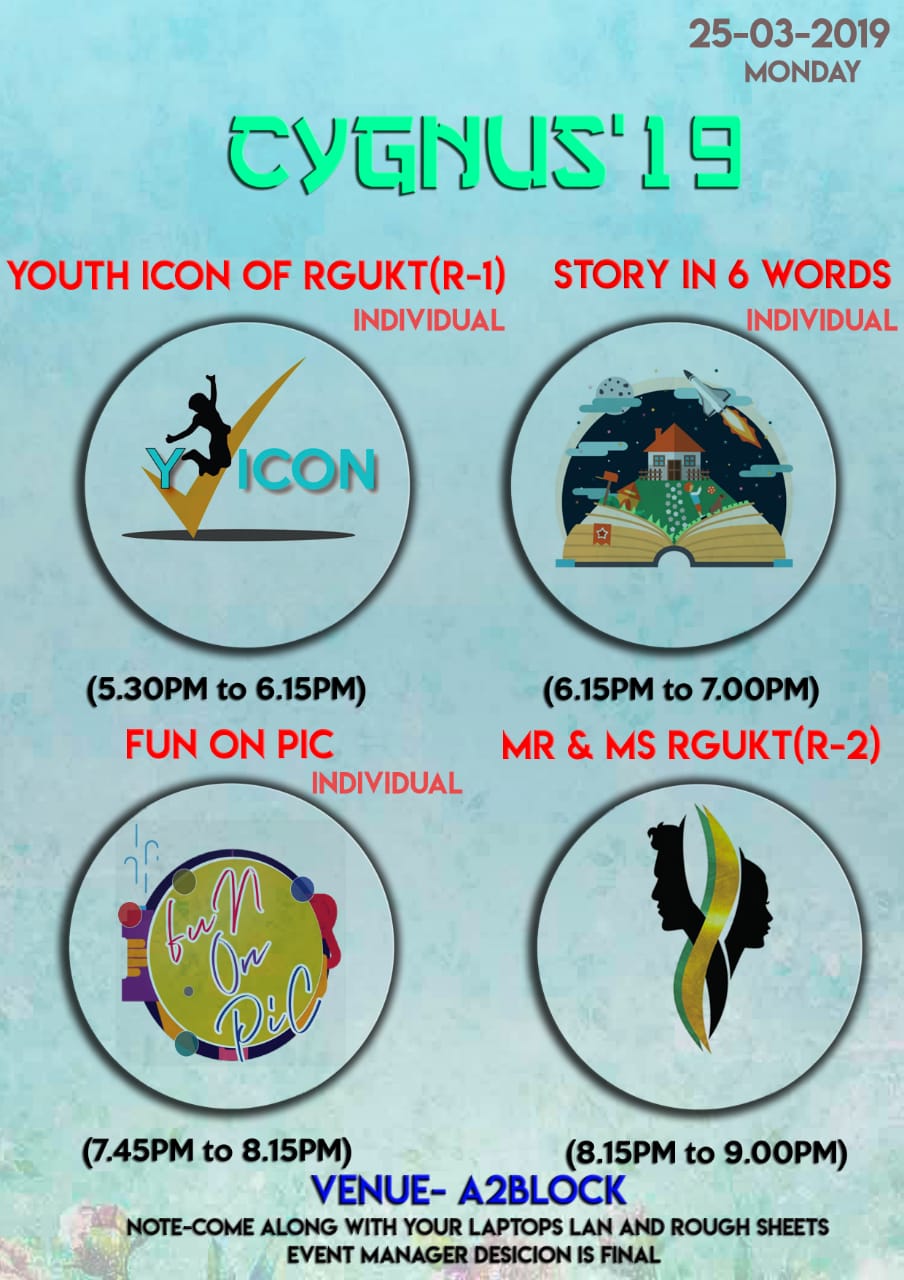 25-03-2019
MONDAY
CYGNUS'19
YOUTH ICON OF RGUKT(R-1)
INDIVIDUAL
STORY IN 6 WORDS
INDIVIDUAL
Y ICON
(5.30PM to 6.15PM)
(6.15PM to 7.00PM)
FUN ON PIC
INDIVIDUAL
MR & MS RGUKT(R-2)
fuN
On
PiC
(7.45PM to 8.15PM)
(8.15PM to 9.00PM)
VENUE- A2BLOCK
NOTE-COME ALONG WITH YOUR LAPTOPS LAN AND ROUGH SHEETS
EVENT MANAGER DESICION IS FINAL